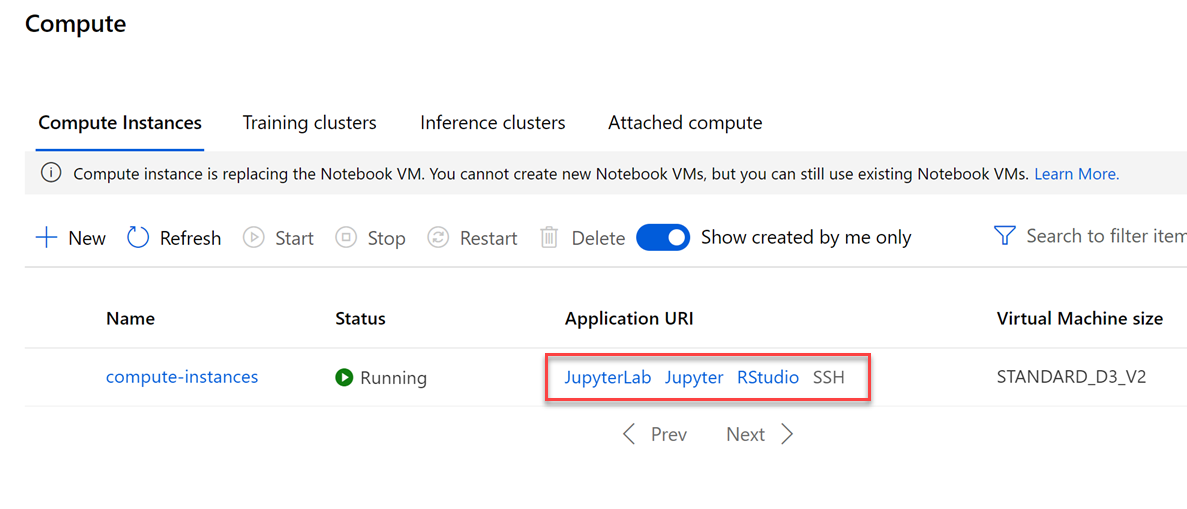 Compute
Compute Instances Training clusters Inference clusters Attached compute
Compute instance is replacing the Notebook VM. You cannot create new Notebook VMs, but you can still use existing Notebook VMs. Learn More.
New Refresh Start Stop Restart Delete Show created by me only Search to filter item
Name Status Application URI Virtual Machine size
compute-instances Running JupyterLab Jupyter RStudio SSH STANDARD_D3_V2
Prev Next